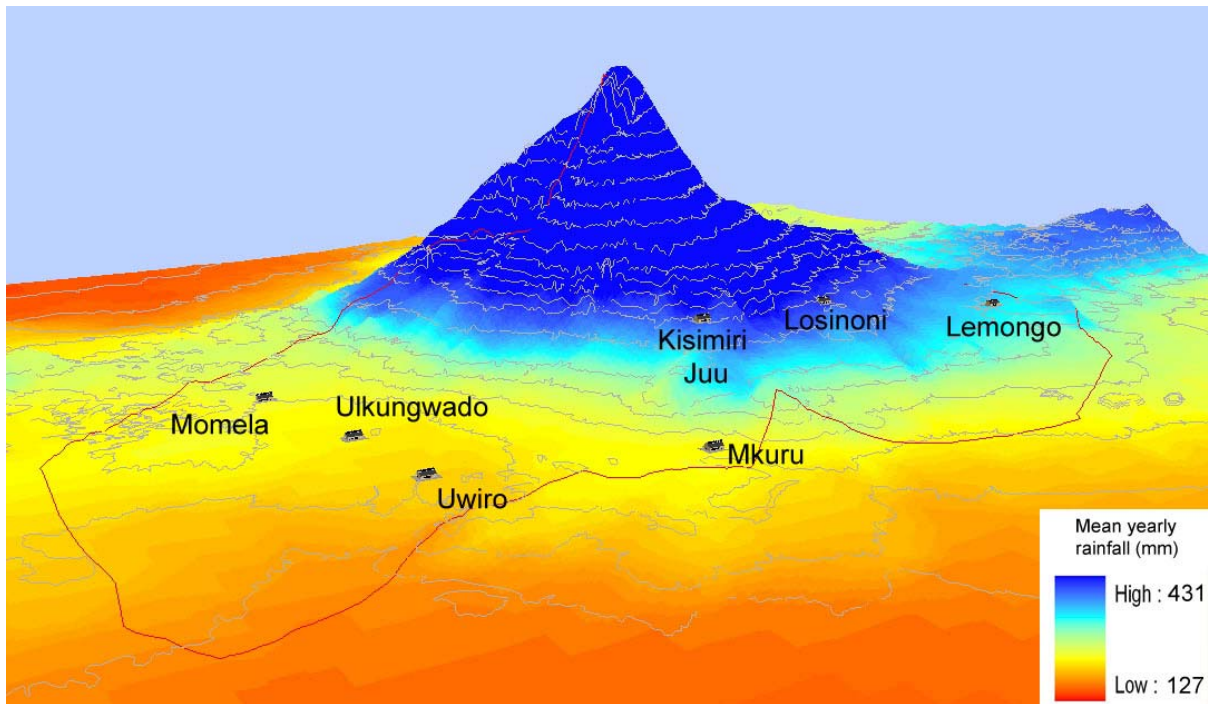 Kisimiri
Juu
Losinoni
Lemongo
Momela
Ulkungwado
Mkuru
Uwiro
Mean yearly
rainfall (mm)
High : 431
Low : 127